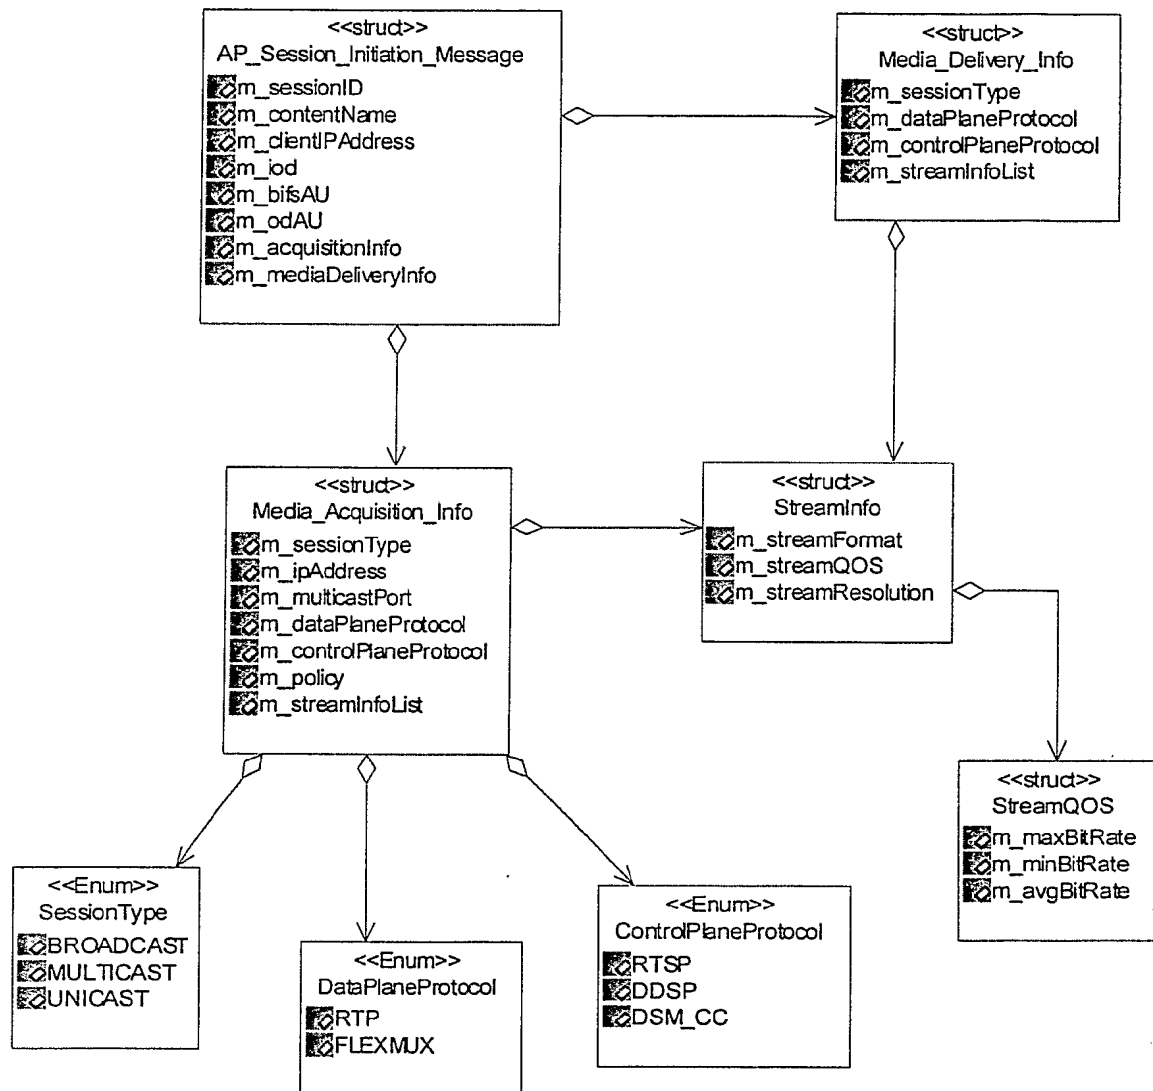 <<struct>>
AP_Session_Initiation_Message
m_sessionID
m_contentName
m_clientIPAddress
m_iod
m_bifsAU
m_odAU
m_acquisitionInfo
m_mediaDeliveryInfo
<<struct>>
Media_Delivery_Info
m_sessionType
m_dataPlaneProtocol
m_controlPlaneProtocol
m_streamInfoList
<<struct>>
Media_Acquisition_Info
m_sessionType
m_ipAddress
m_multicastPort
m_dataPlaneProtocol
m_controlPlaneProtocol
m_policy
m_streamInfoList
<<struct>>
StreamInfo
m_streamFormat
m_streamQOS
m_streamResolution
<<struct>>
StreamQOS
m_maxBitRate
m_minBitRate
m_avgBitRate
<<Enum>>
SessionType
BROADCAST
MULTICAST
UNICAST
<<Enum>>
DataPlaneProtocol
RTP
FLEXMUX
<<Enum>>
ControlPlaneProtocol
RTSP
DDSP
DSM_CC